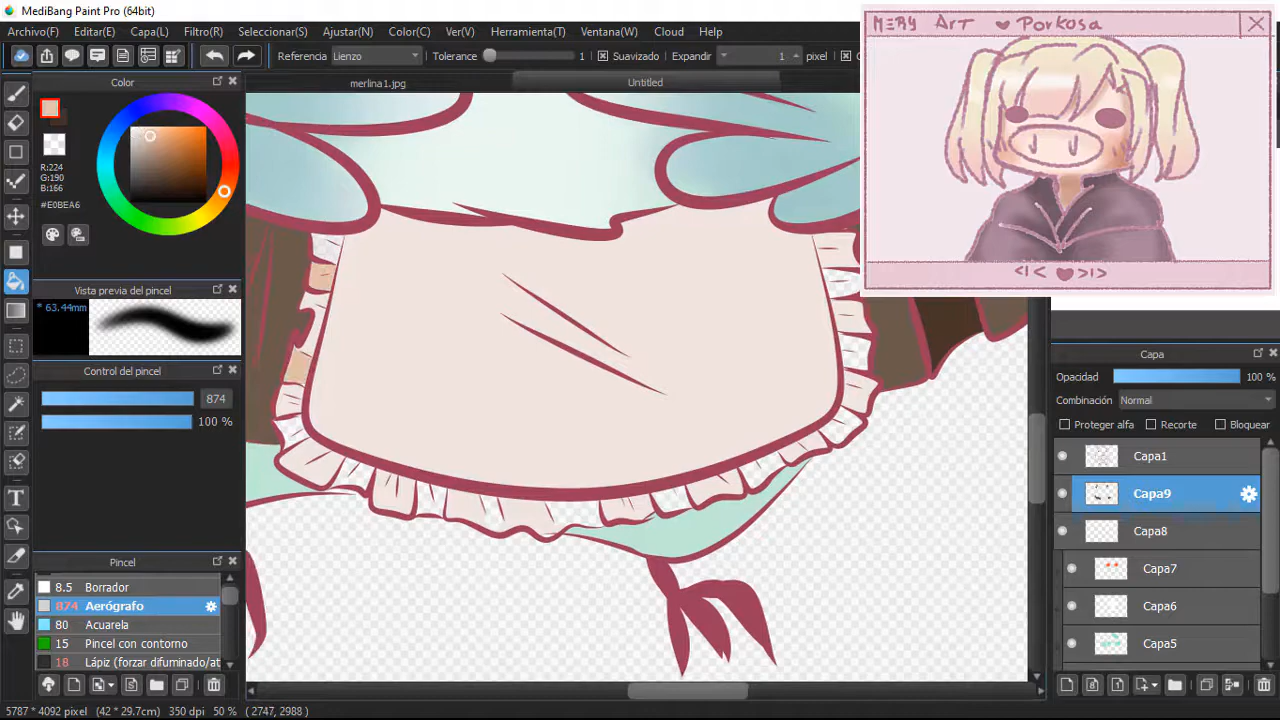 MediBang Paint Pro (64bit)
Archivo(F) Editar(E) Capa(L) Filtro(R) Seleccionar(S) Ajustar(N) Color(C) Ver(V) Herramienta(T) Ventana(W) Cloud Help
Referencia Lienzo Tolerance 1 Suavizado Expandir 1 pixel
merlina1.jpg Untitled
Color
R:224
G:190
B:166
#E0BEA6
Vista previa del pincel
* 63.44mm
Control del pincel
874
100 %
Pincel
8.5 Borrador
874 Aerógrafo
80 Acuarela
15 Pincel con contorno
18 Lápiz (forzar difuminado/at
5787 * 4092 pixel (42 * 29.7cm) 350 dpi 50 % ( 2747, 2988 )
MERY Art ♥ Porkosa
Capa
Opacidad 100 %
Combinación Normal
Proteger alfa Recorte Bloquear
Capa1
Capa9
Capa8
Capa7
Capa6
Capa5